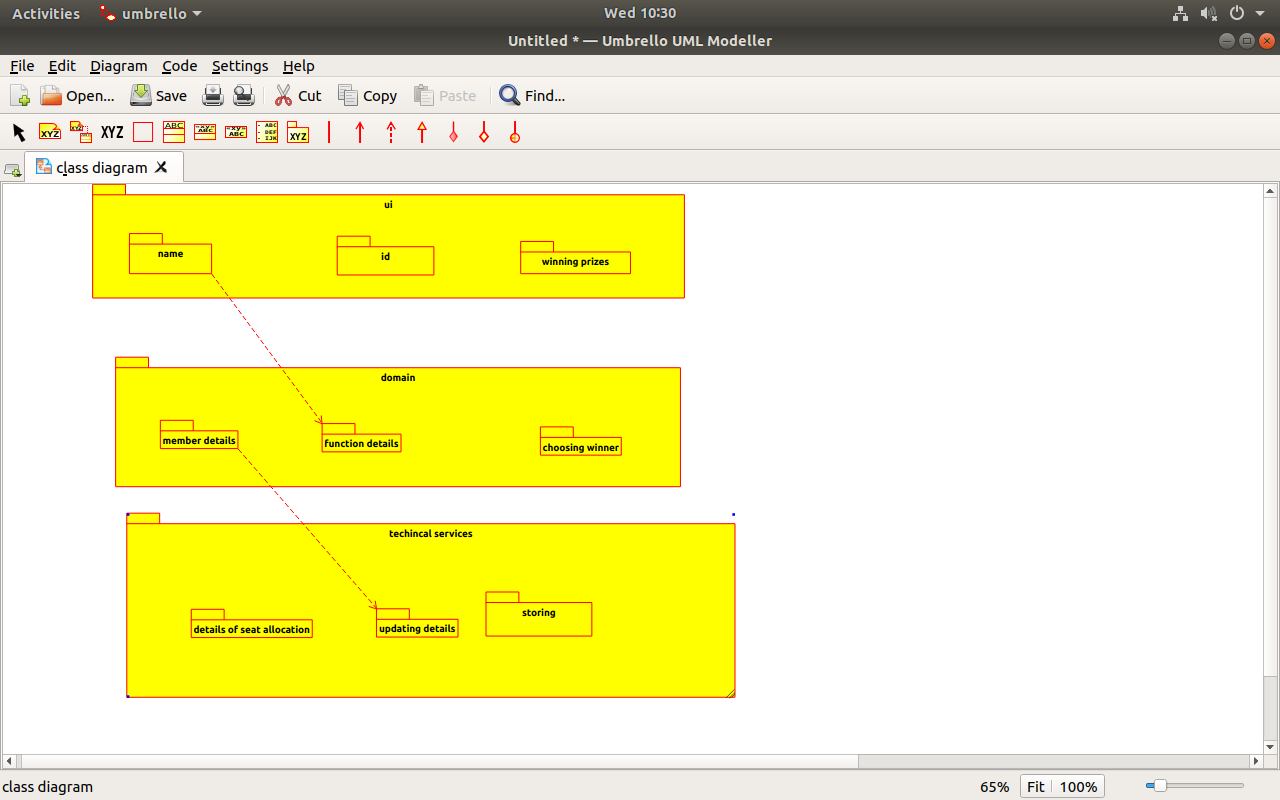 Activities umbrello Wed 10:30
Untitled * — Umbrello UML Modeller
File Edit Diagram Code Settings Help
Open... Save Cut Copy Paste Find...
XYZ XYZ XYZ ABC ABC xy= ABC ABC DEF IJK XYZ
class diagram
ui
name id winning prizes
domain
member details function details choosing winner
techincal services
details of seat allocation updating details storing
class diagram 65% Fit 100%